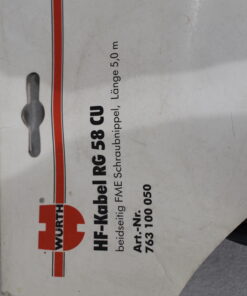 WÜRTH
®
HF-Kabel RG 58 CU
beidseitig FME Schraubnippel, Länge 5,0 m
Art.-Nr.
763 100 050